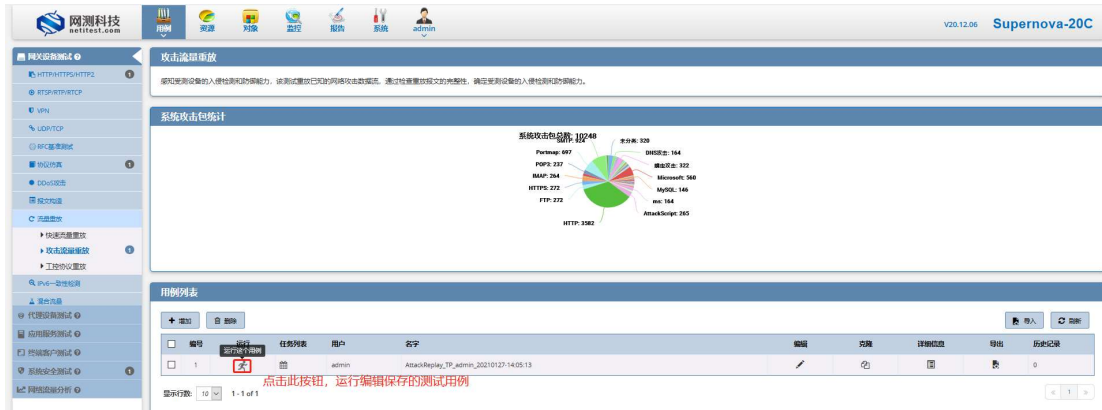 网测科技
netitest.com
用例
资源
对象
监控
报告
系统
admin
V20.12.06
Supernova-20C
网关设备测试
HTTP/HTTPS/HTTP2
1
RTSP/RTP/RTCP
VPN
UDP/TCP
RFC基准测试
协议仿真
1
DDoS攻击
报文构造
流量重放
快速流量重放
攻击流量重放
1
工控协议重放
IPv6一致性检测
混合流量
代理设备测试
应用服务测试
终端客户测试
系统安全测试
1
网络流量分析
攻击流量重放
感知受测设备的入侵检测和防御能力，该测试重放已知的网络攻击数据流，通过检查重放报文的完整性，确定受测设备的入侵检测和防御能力。
系统攻击包统计
系统攻击包总数: 10248
SMTP: 924
未分类: 320
Portmap: 697
DNS攻击: 164
POP3: 237
IMAP: 264
Microsoft: 560
HTTPS: 272
MySQL: 146
FTP: 272
ms: 164
AttackScript: 265
HTTP: 3582
用例列表
增加
删除
导入
刷新
编号
运行
任务列表
用户
名字
编辑
克隆
详细信息
导出
历史记录
运行这个用例
1
admin
AttackReplay_TP_admin_20210127-14:05:13
0
点击此按钮，运行编辑保存的测试用例
显示行数:
10
1 - 1 of 1
1